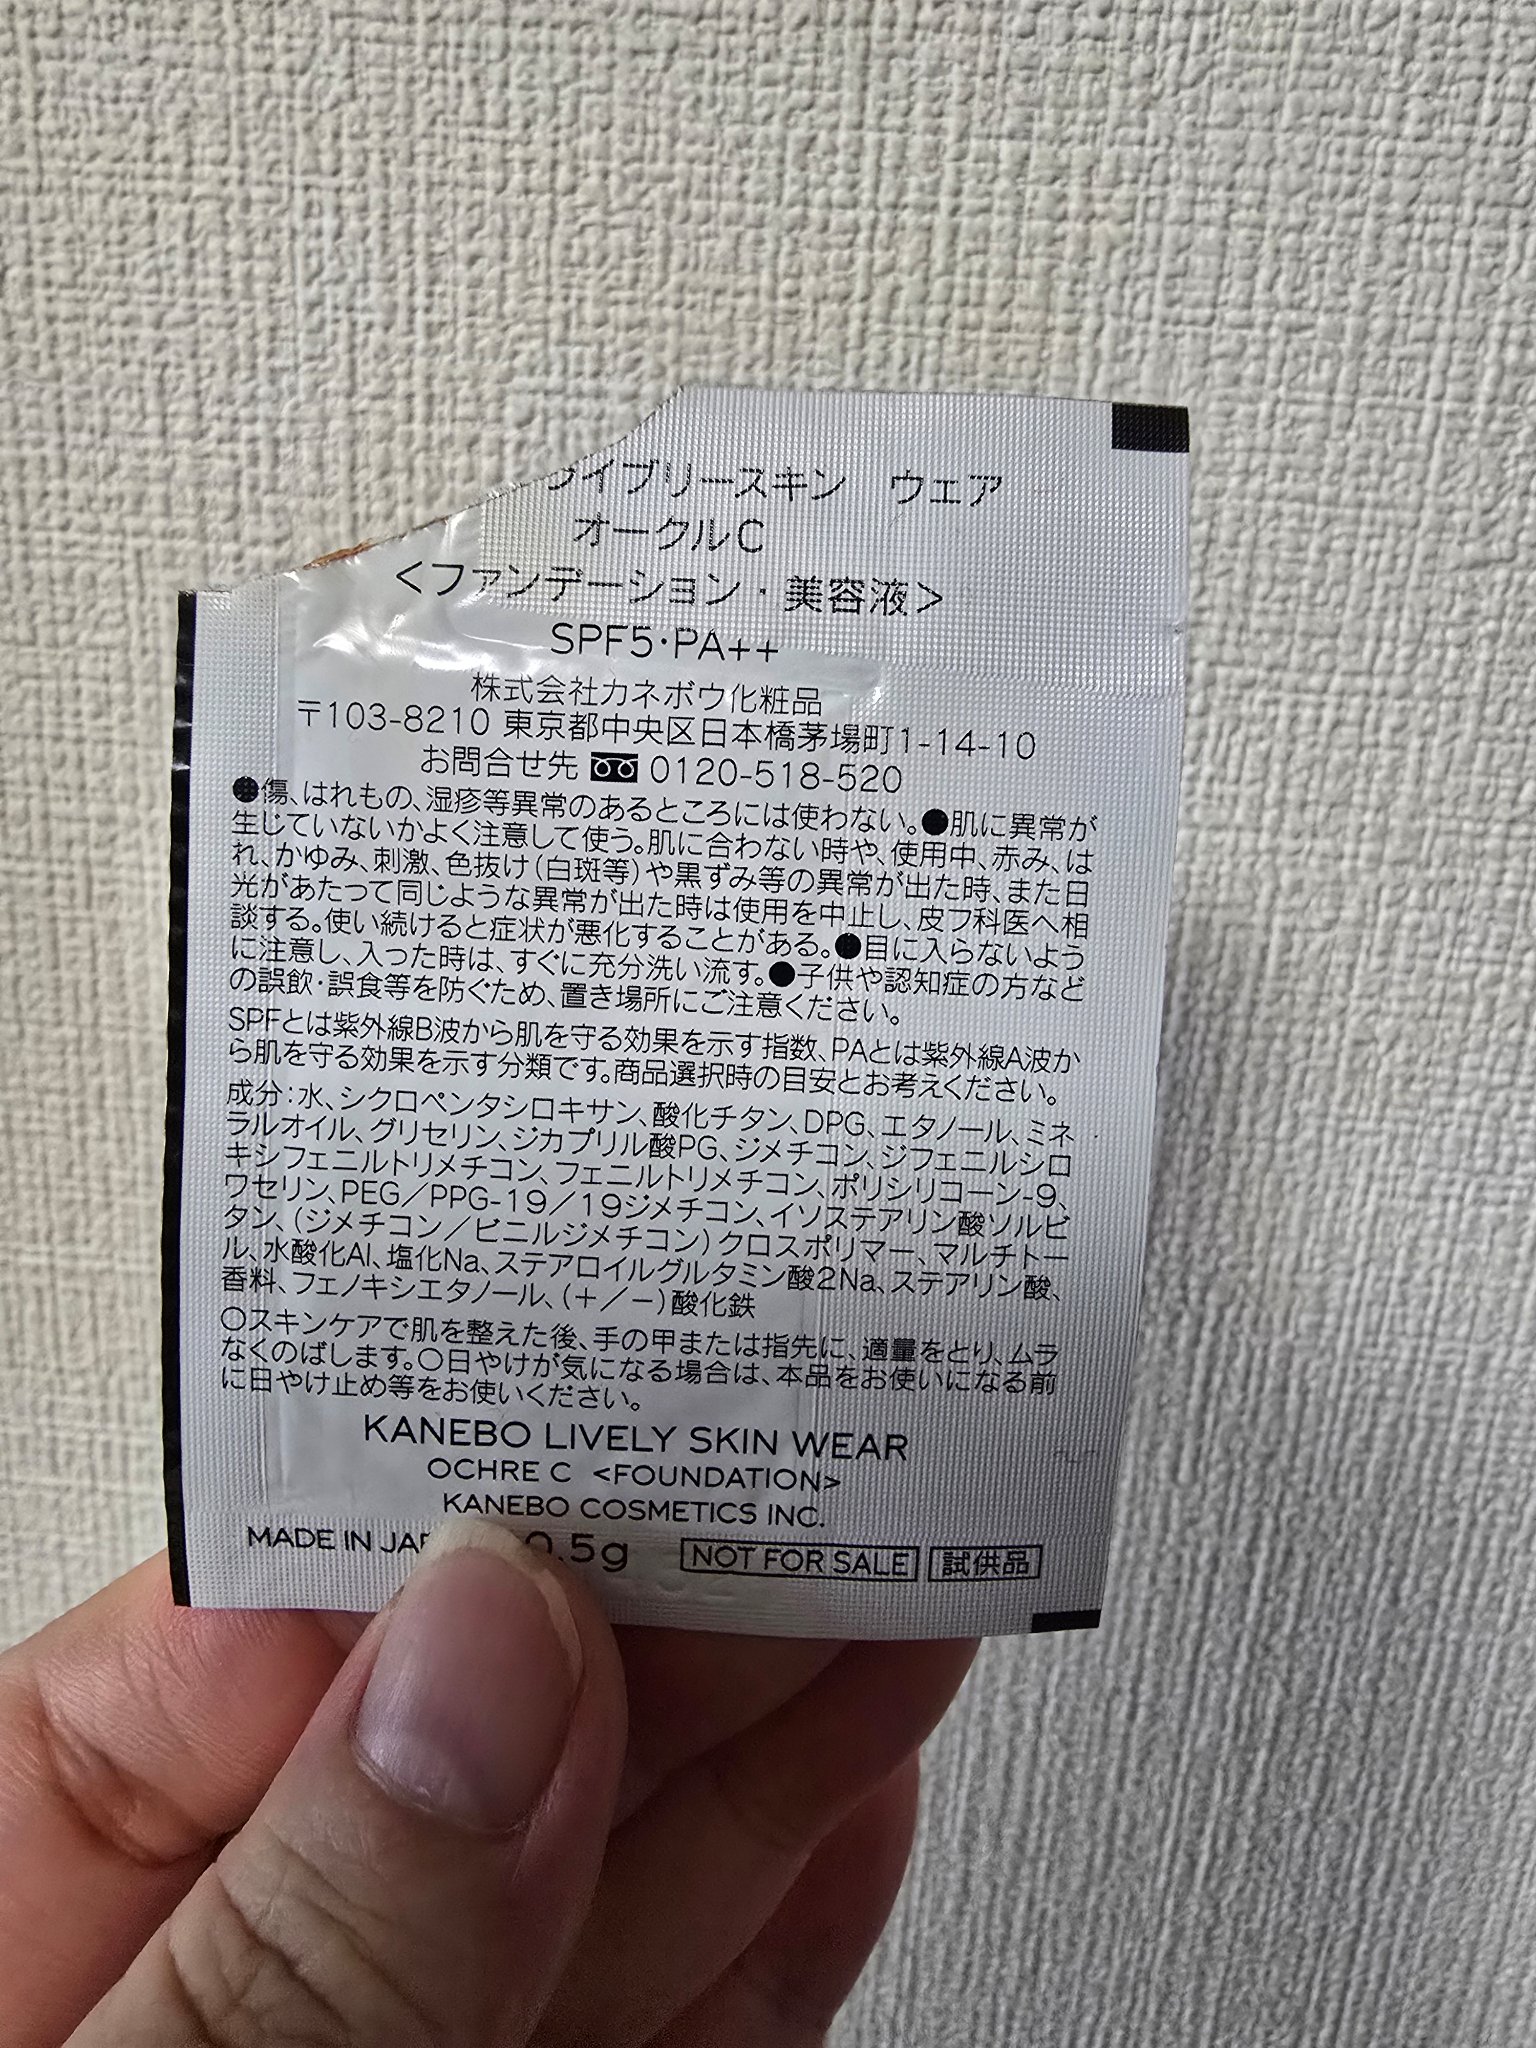 イブリースキン ウェア
オークルC
<ファンデーション・美容液>
SPF5・PA++
株式会社カネボウ化粧品
〒103-8210 東京都中央区日本橋茅場町1-14-10
お問合せ先 0120-518-520
●傷、はれもの、湿疹等異常のあるところには使わない。●肌に異常が
生じていないかよく注意して使う。肌に合わない時や、使用中、赤み、は
れ、かゆみ、刺激、色抜け(白斑等)や黒ずみ等の異常が出た時、また日
光があたって同じような異常が出た時は使用を中止し、皮フ科医へ相
談する。使い続けると症状が悪化することがある。●目に入らないよう
に注意し、入った時は、すぐに充分洗い流す。●子供や認知症の方など
の誤飲・誤食等を防ぐため、置き場所にご注意ください。
SPFとは紫外線B波から肌を守る効果を示す指数、PAとは紫外線A波か
ら肌を守る効果を示す分類です。商品選択時の目安とお考えください。
成分：水、シクロペンタシロキサン、酸化チタン、DPG、エタノール、ミネ
ラルオイル、グリセリン、ジカプリル酸PG、ジメチコン、ジフェニルシロ
キシフェニルトリメチコン、フェニルトリメチコン、ポリシリコーン-9、
ワセリン、PEG／PPG-19／19ジメチコン、イソステアリン酸ソルビ
タン、(ジメチコン／ビニルジメチコン)クロスポリマー、マルチトー
ル、水酸化Al、塩化Na、ステアロイルグルタミン酸2Na、ステアリン酸、
香料、フェノキシエタノール、(＋／－)酸化鉄
○スキンケアで肌を整えた後、手の甲または指先に、適量をとり、ムラ
なくのばします。○日やけが気になる場合は、本品をお使いになる前
に日やけ止め等をお使いください。
KANEBO LIVELY SKIN WEAR
OCHRE C <FOUNDATION>
KANEBO COSMETICS INC.
MADE IN 0.5g NOT FOR SALE 試供品